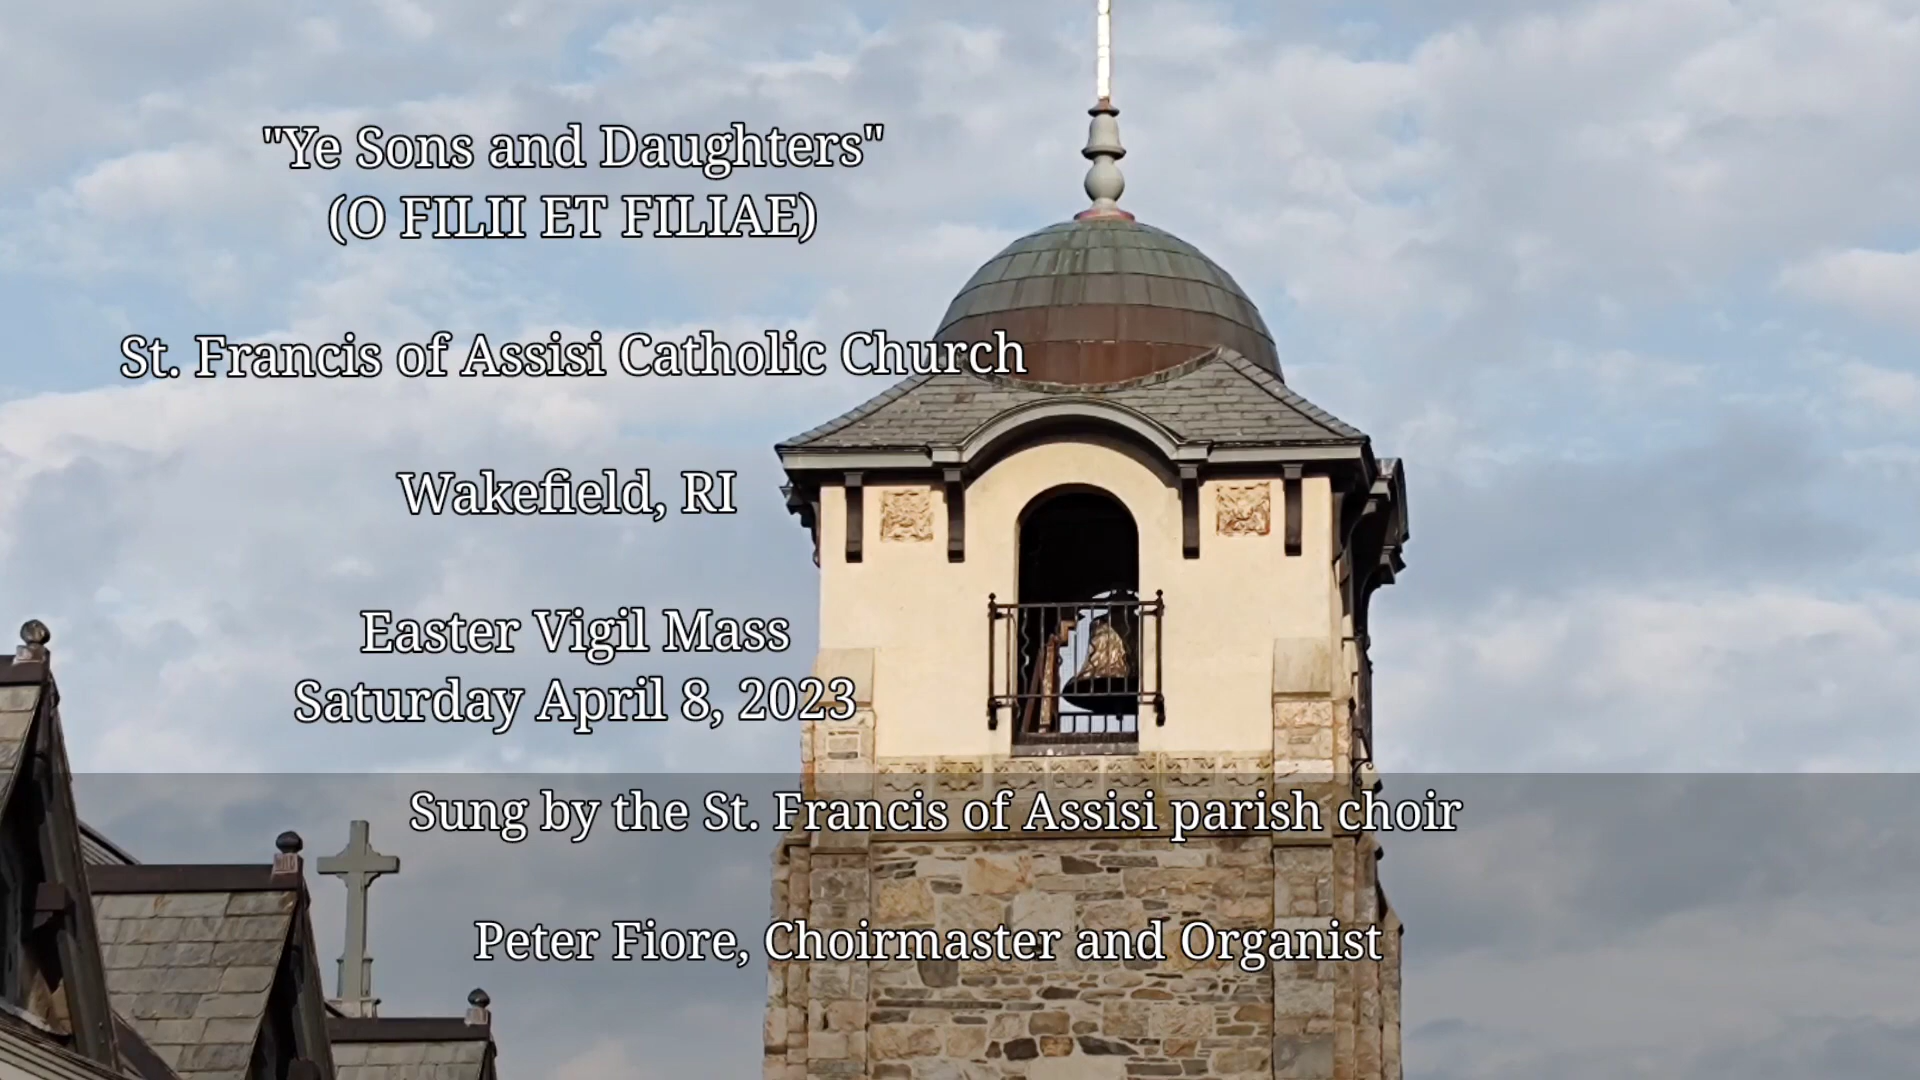 "Ye Sons and Daughters"
(O FILII ET FILIAE)
St. Francis of Assisi Catholic Church
Wakefield, RI
Easter Vigil Mass
Saturday April 8, 2023
Sung by the St. Francis of Assisi parish choir
Peter Fiore, Choirmaster and Organist